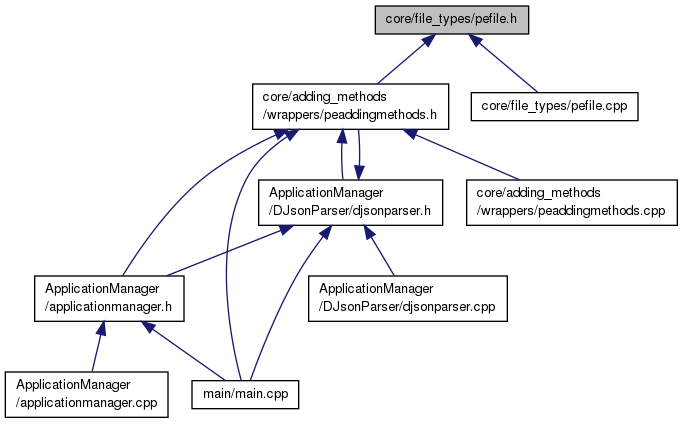 core/file_types/pefile.h
core/adding_methods
/wrappers/peaddingmethods.h
core/file_types/pefile.cpp
ApplicationManager
/DJsonParser/djsonparser.h
core/adding_methods
/wrappers/peaddingmethods.cpp
ApplicationManager
/applicationmanager.h
ApplicationManager
/DJsonParser/djsonparser.cpp
ApplicationManager
/applicationmanager.cpp
main/main.cpp